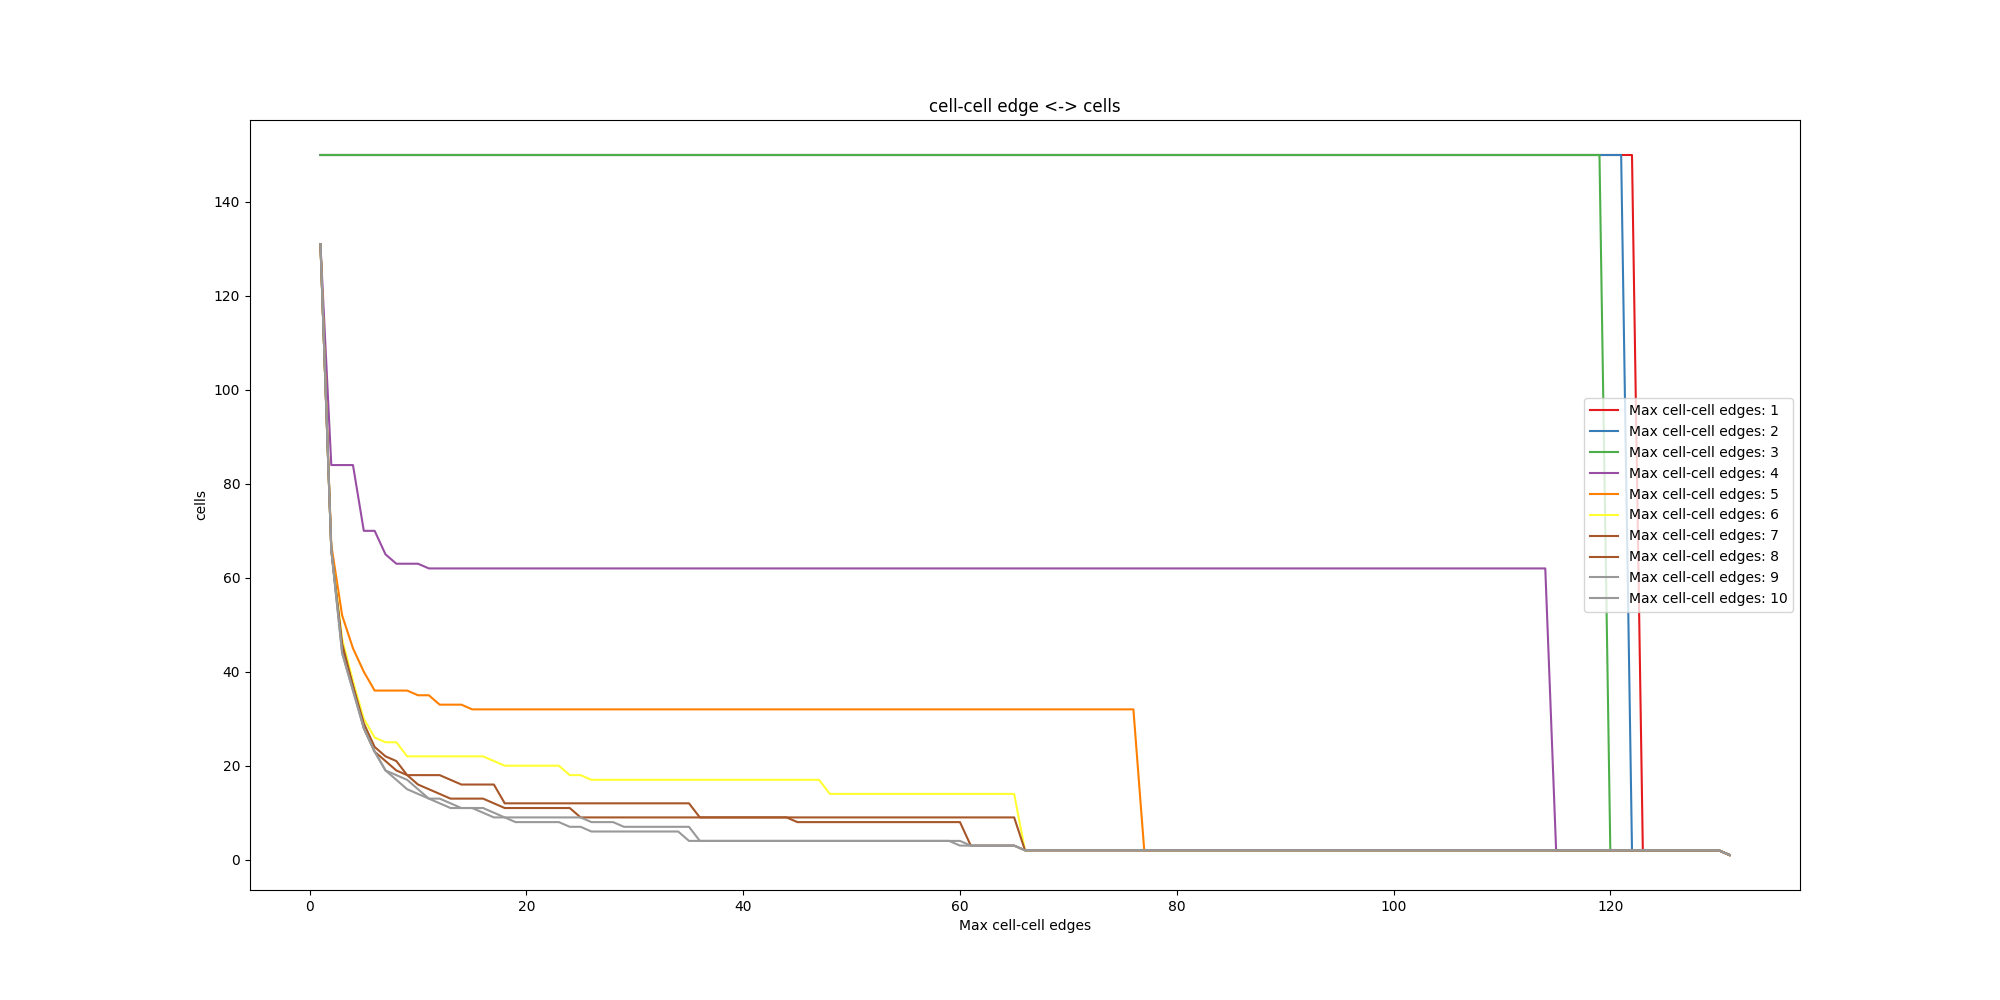 cell-cell edge <-> cells
140
120
100
80
60
40
20
0
cells
Max cell-cell edges: 1
Max cell-cell edges: 2
Max cell-cell edges: 3
Max cell-cell edges: 4
Max cell-cell edges: 5
Max cell-cell edges: 6
Max cell-cell edges: 7
Max cell-cell edges: 8
Max cell-cell edges: 9
Max cell-cell edges: 10
0 20 40 60 80 100 120
Max cell-cell edges